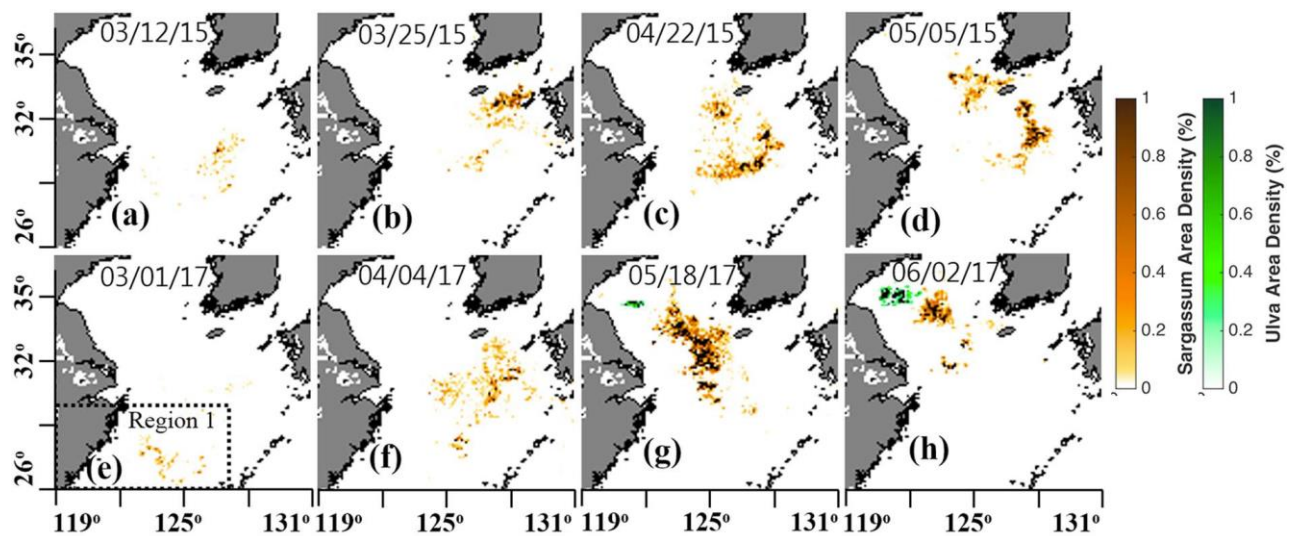 03/12/15 03/25/15 04/22/15 05/05/15
35°
32°
26°
(a) (b) (c) (d)
03/01/17 04/04/17 05/18/17 06/02/17
35°
32°
26°
Region 1
(e) (f) (g) (h)
119° 125° 131° 125° 131° 125° 131° 125° 131°
1
0.8
0.6
0.4
0.2
0
Sargassum Area Density (%)
1
0.8
0.6
0.4
0.2
0
Ulva Area Density (%)